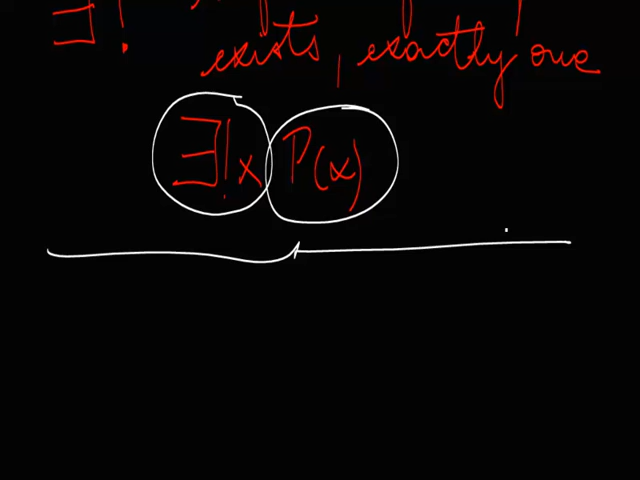 ∃!
exists, exactly one
∃!x P(x)